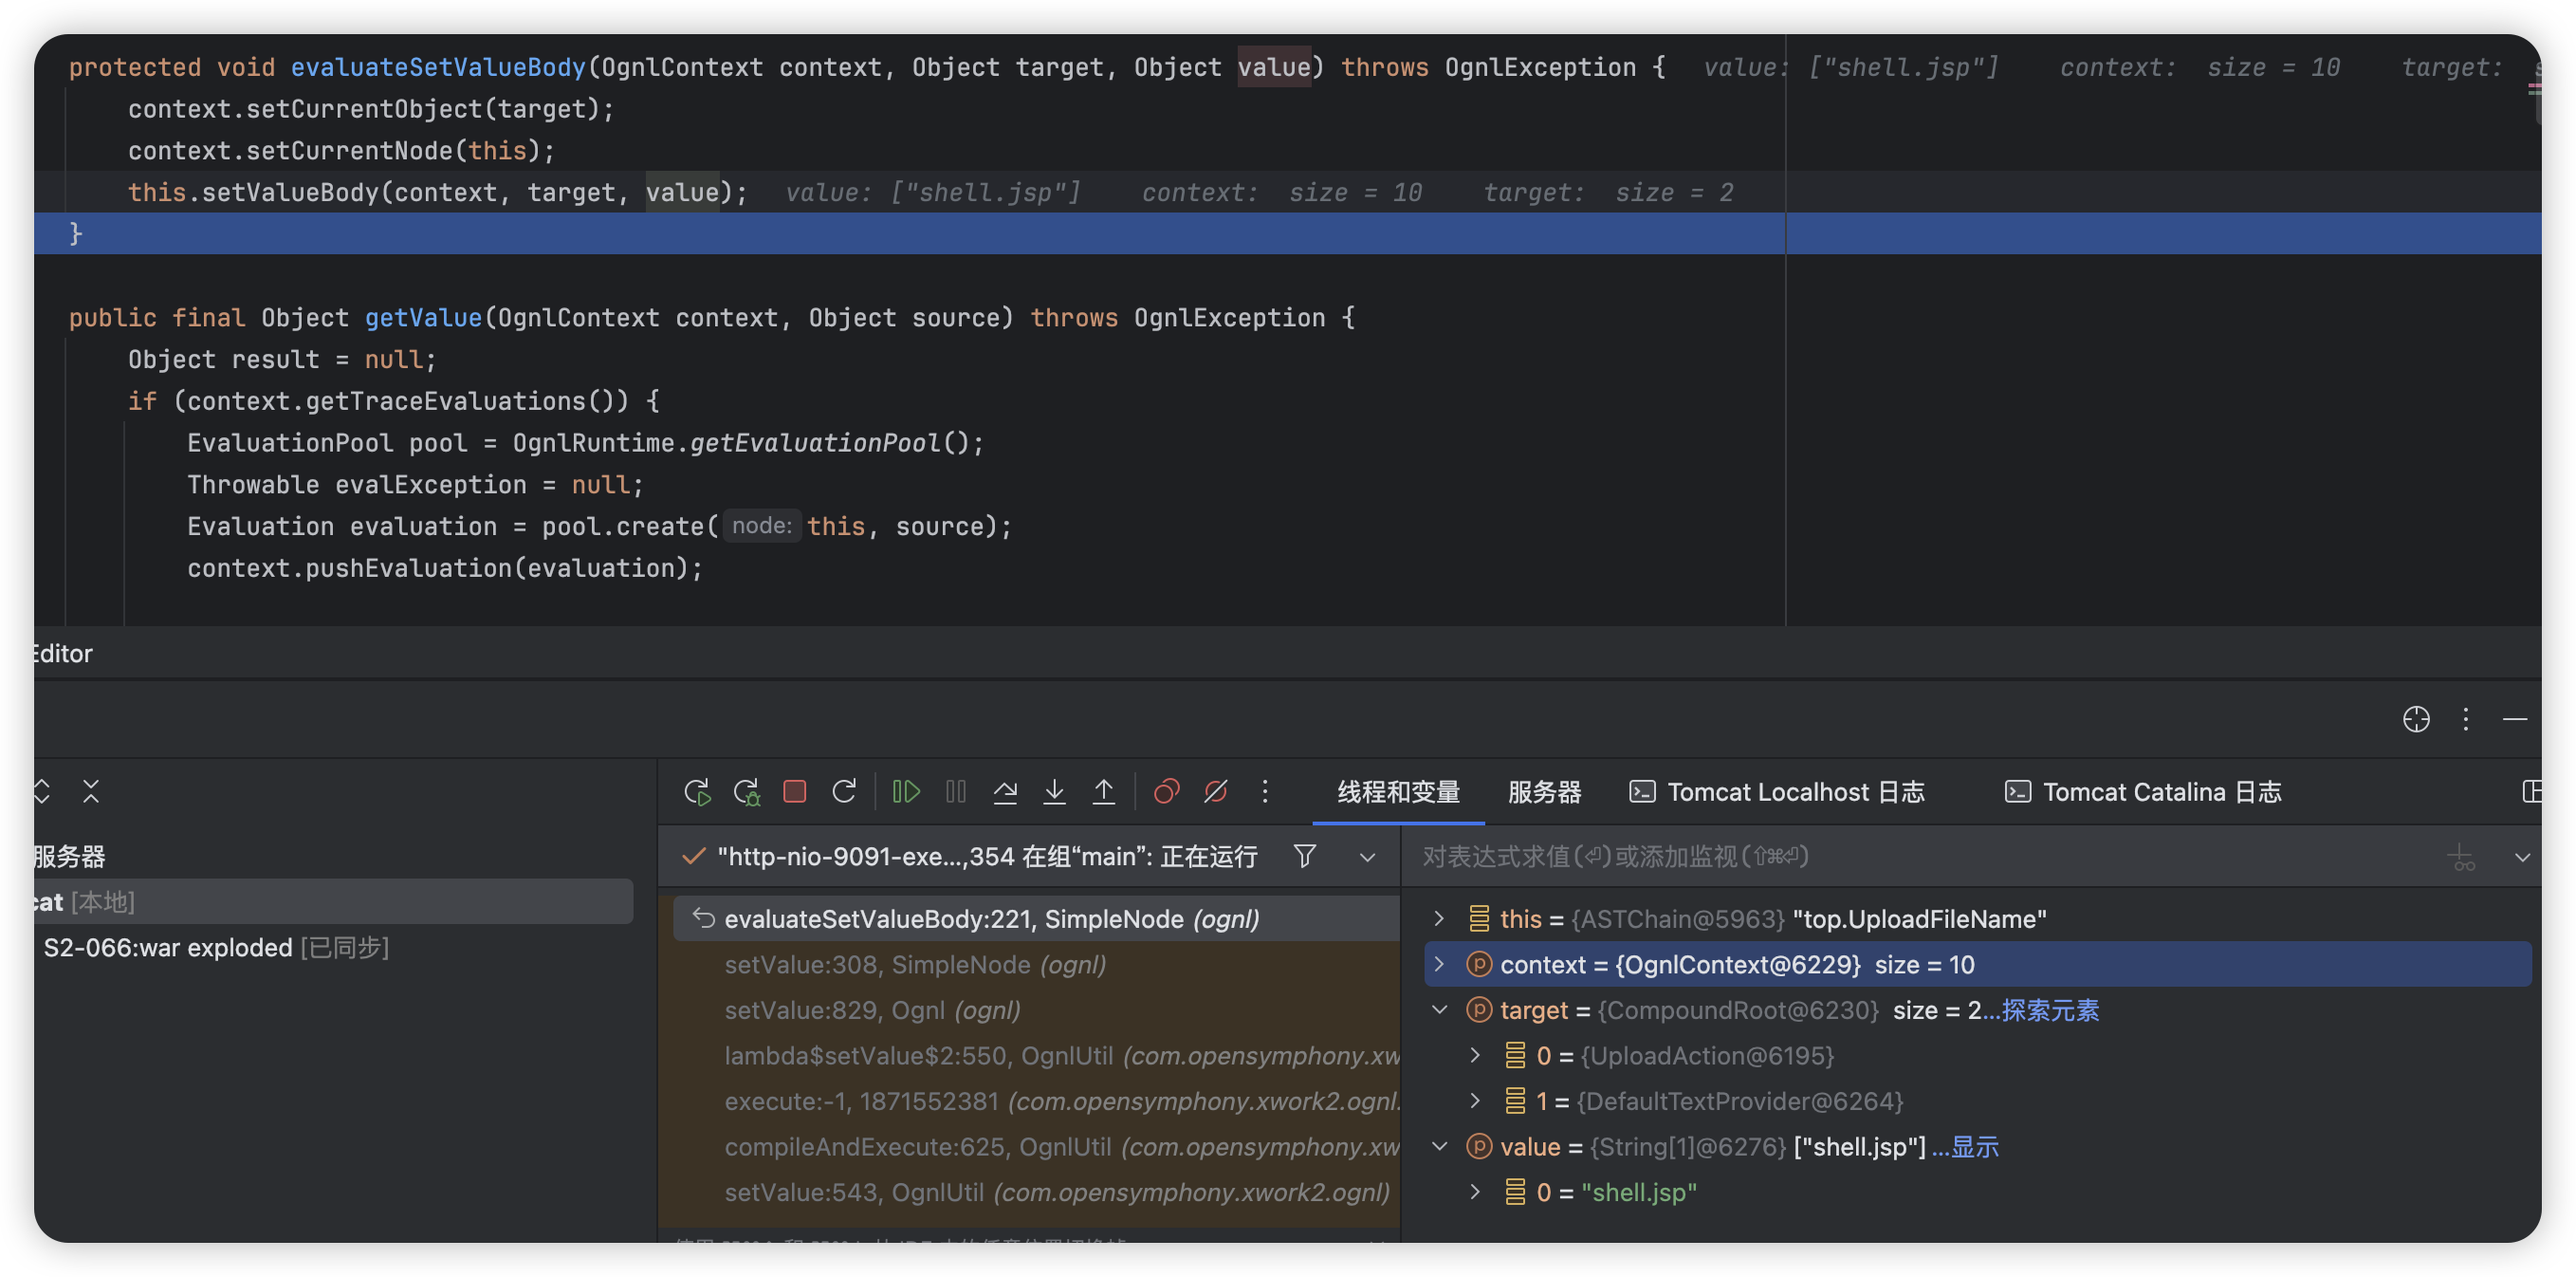 protected void evaluateSetValueBody(OgnlContext context, Object target, Object value) throws OgnlException {   value: ["shell.jsp"]   context:  size = 10   target:
context.setCurrentObject(target);
context.setCurrentNode(this);
this.setValueBody(context, target, value);   value: ["shell.jsp"]   context:  size = 10   target:  size = 2
}
public final Object getValue(OgnlContext context, Object source) throws OgnlException {
Object result = null;
if (context.getTraceEvaluations()) {
EvaluationPool pool = OgnlRuntime.getEvaluationPool();
Throwable evalException = null;
Evaluation evaluation = pool.create( node: this, source);
context.pushEvaluation(evaluation);
Editor
线程和变量 服务器 Tomcat Localhost 日志 Tomcat Catalina 日志
服务器
cat [本地]
S2-066:war exploded [已同步]
"http-nio-9091-exe...,354 在组“main”: 正在运行
evaluateSetValueBody:221, SimpleNode (ognl)
setValue:308, SimpleNode (ognl)
setValue:829, Ognl (ognl)
lambda$setValue$2:550, OgnlUtil (com.opensymphony.xw
execute:-1, 1871552381 (com.opensymphony.xwork2.ognl.
compileAndExecute:625, OgnlUtil (com.opensymphony.xw
setValue:543, OgnlUtil (com.opensymphony.xwork2.ognl)
对表达式求值(⏎)或添加监视(⇧⌘⏎)
this = {ASTChain@5963} "top.UploadFileName"
context = {OgnlContext@6229}  size = 10
target = {CompoundRoot@6230}  size = 2...探索元素
0 = {UploadAction@6195}
1 = {DefaultTextProvider@6264}
value = {String[1]@6276} ["shell.jsp"] ...显示
0 = "shell.jsp"